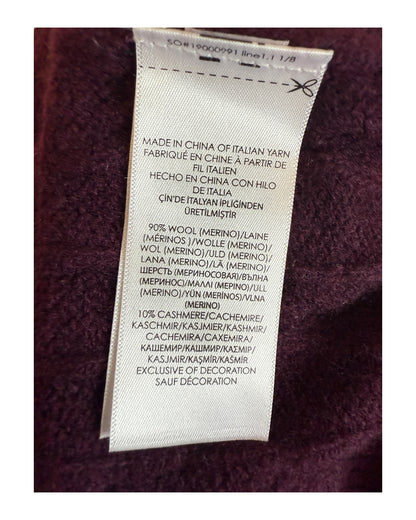 SO#19000991 line1.1 1/8
MADE IN CHINA OF ITALIAN YARN
FABRIQUÉ EN CHINE À PARTIR DE
FIL ITALIEN
HECHO EN CHINA CON HILO
DE ITALIA
ÇİN'DE İTALYAN İPLİĞİNDEN
ÜRETİLMİŞTİR
90% WOOL (MERINO)/LAINE
(MÉRINOS )/WOLLE (MERINO)/
WOL (MERINO)/ULD (MERINO)/
LANA (MERINO)/LÃ (MERINO)/
ШЕРСТЬ (МЕРИНОСОВАЯ)/ВЪЛНА
(МЕРИНОС)/ΜΑΛΛΙ (ΜΕΡΙΝΟ)/ULL
(MERINO)/YÜN (MERİNOS)/VLNA
(MERINO)
10% CASHMERE/CACHEMIRE/
KASCHMIR/KASJMIER/KASHMIR/
CACHEMIRA/CAXEMIRA/
КАШЕМИР/КАШМИР/ΚΑΣΜΙΡ/
KASJMIR/KAŞMİR/KAŠMÍR
EXCLUSIVE OF DECORATION
SAUF DÉCORATION